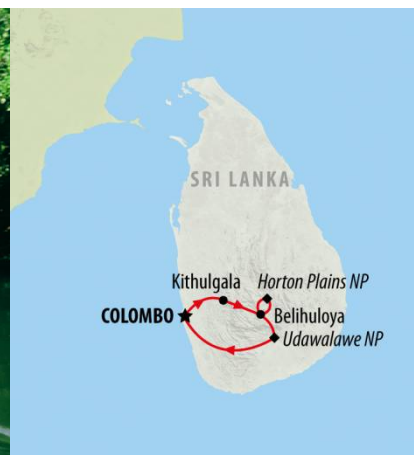 SRI LANKA
Kithulgala
Horton Plains NP
COLOMBO
Belihuloya
Udawalawe NP